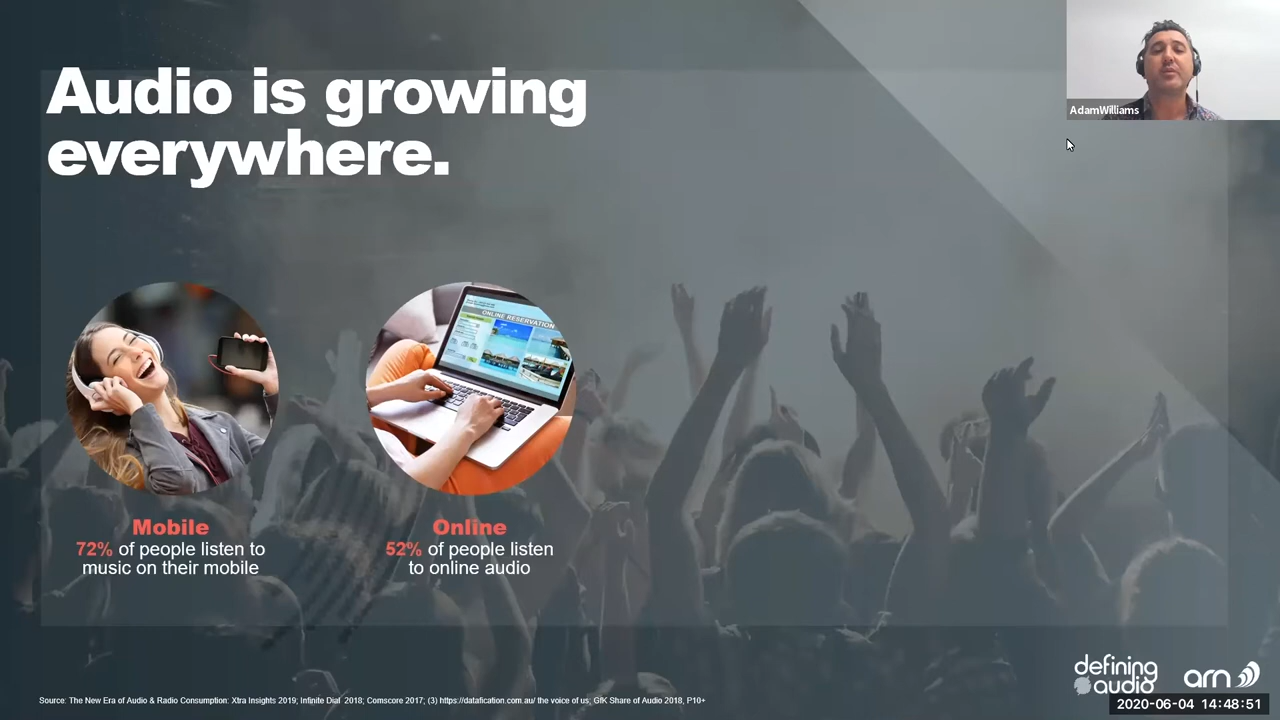 Audio is growing
everywhere.
AdamWilliams
ONLINE RESERVATION
Mobile
72% of people listen to
music on their mobile
Online
52% of people listen
to online audio
defining
audio
arn
Source: The New Era of Audio & Radio Consumption: Xtra Insights 2019; Infinite Dial 2018; Comscore 2017; (3) https://datafication.com.au/ the voice of us, GfK Share of Audio 2018, P10+
2020-06-04 14:48:51